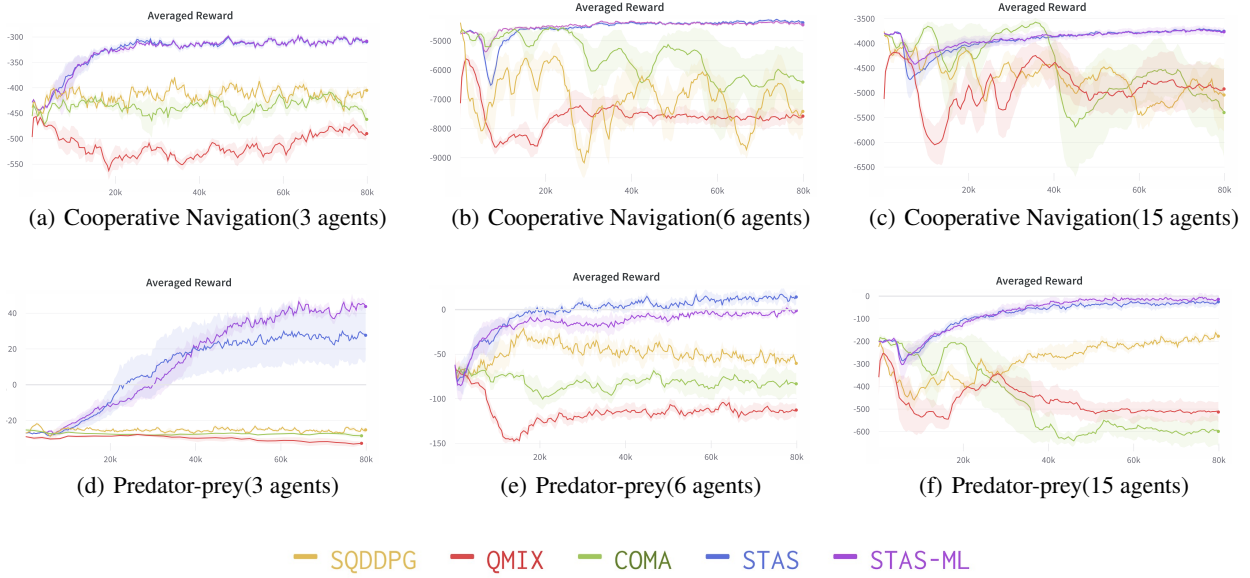 Averaged Reward
-300
-350
-400
-450
-500
-550
20k 40k 60k 80k
(a) Cooperative Navigation(3 agents)
Averaged Reward
-5000
-6000
-7000
-8000
-9000
20k 40k 60k 80k
(b) Cooperative Navigation(6 agents)
Averaged Reward
-3500
-4000
-4500
-5000
-5500
-6000
-6500
20k 40k 60k 80k
(c) Cooperative Navigation(15 agents)
Averaged Reward
40
20
0
-20
20k 40k 60k 80k
(d) Predator-prey(3 agents)
Averaged Reward
0
-50
-100
-150
20k 40k 60k 80k
(e) Predator-prey(6 agents)
Averaged Reward
0
-100
-200
-300
-400
-500
-600
20k 40k 60k 80k
(f) Predator-prey(15 agents)
SQDDPG QMIX COMA STAS STAS-ML